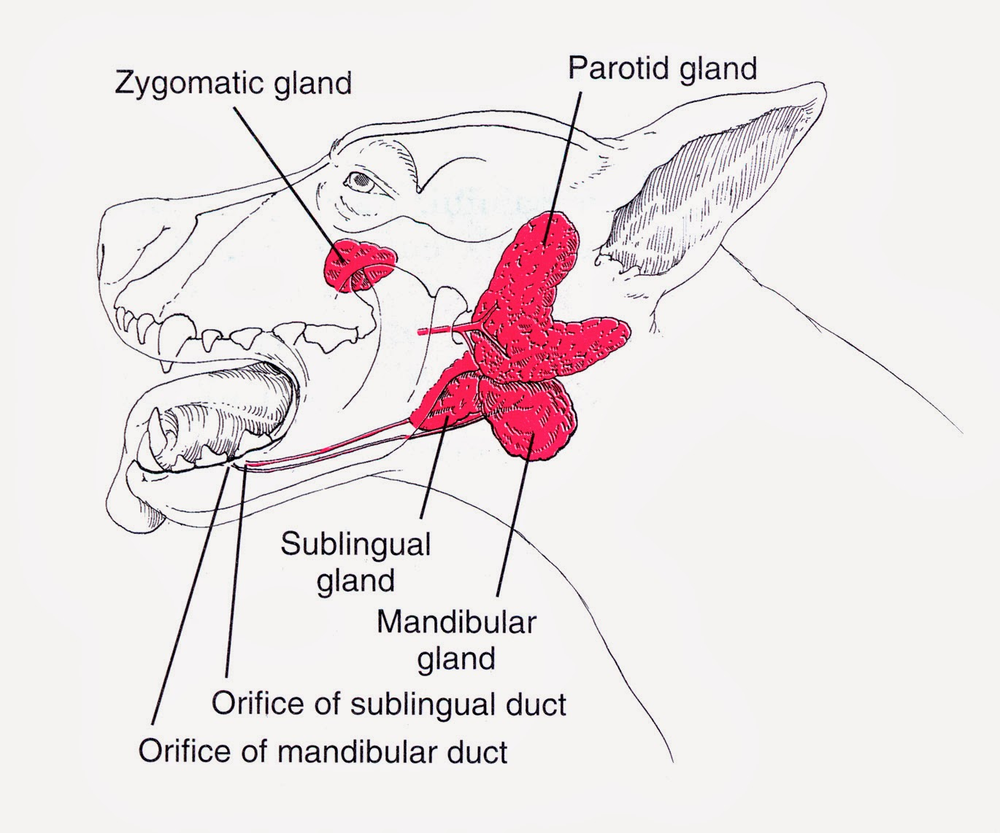 Zygomatic gland
Parotid gland
Sublingual
gland
Mandibular
gland
Orifice of sublingual duct
Orifice of mandibular duct